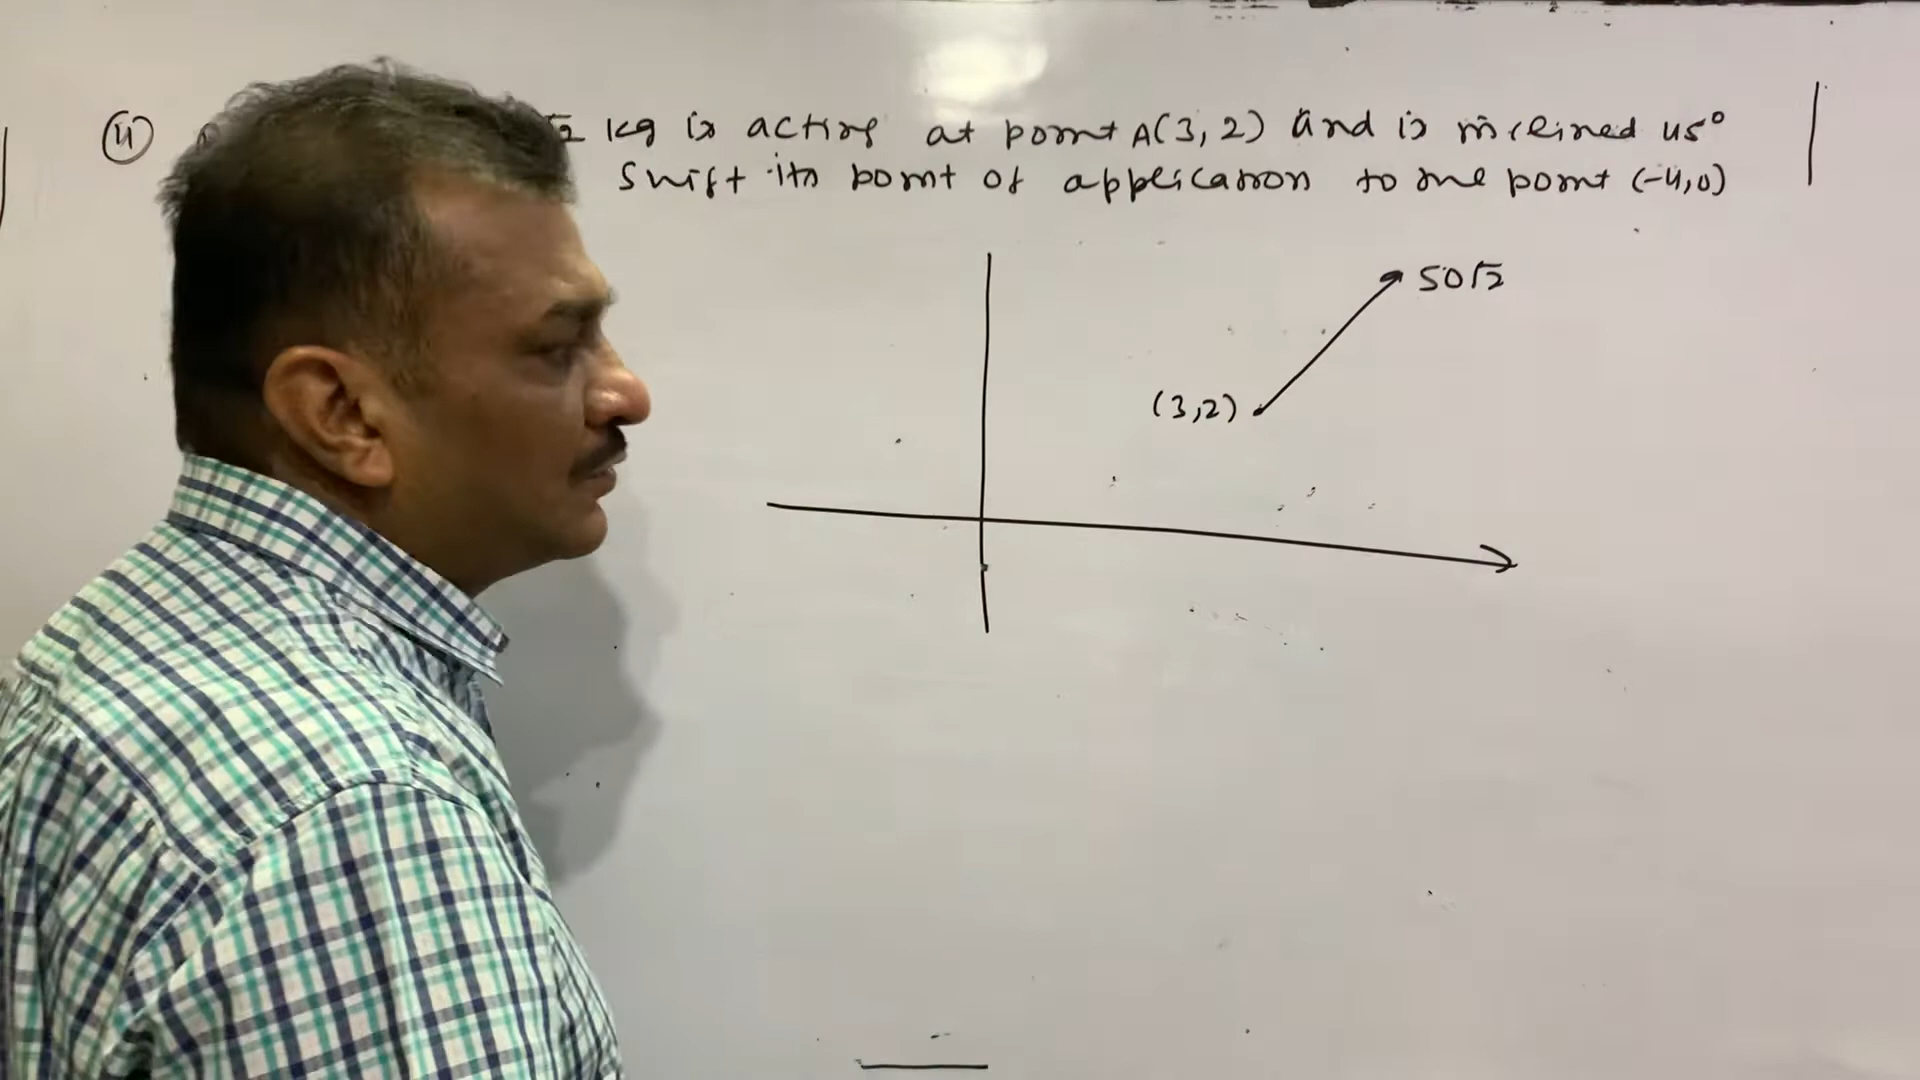 ④ √2 kg is acting at point A(3, 2) and is inclined 45°
Shift its point of application to the point (-4,0)
50√2
(3,2)